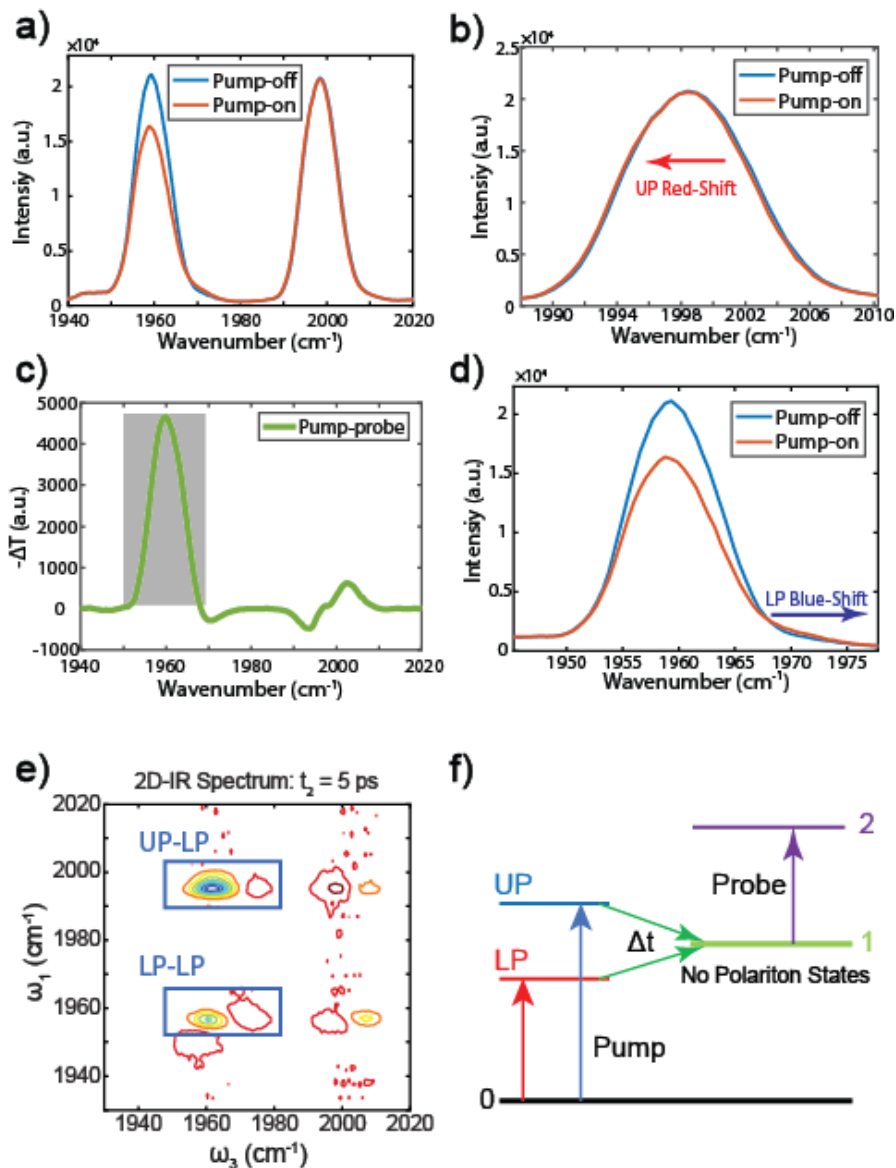 a)
×10⁴
Intensiy (a.u.)
2
1.5
1
0.5
0
Pump-off
Pump-on
1940 1960 1980 2000 2020
Wavenumber (cm⁻¹)
b)
×10⁴
Intensiy (a.u.)
2.5
2
1.5
1
0.5
0
Pump-off
Pump-on
UP Red-Shift
1990 1994 1998 2002 2006 2010
Wavenumber (cm⁻¹)
c)
-ΔT (a.u.)
5000
4000
3000
2000
1000
0
-1000
Pump-probe
1940 1960 1980 2000 2020
Wavenumber (cm⁻¹)
d)
×10⁴
Intensiy (a.u.)
2
1.5
1
0.5
0
Pump-off
Pump-on
LP Blue-Shift
1950 1955 1960 1965 1970 1975
Wavenumber (cm⁻¹)
e)
2D-IR Spectrum: t₂ = 5 ps
ω₁ (cm⁻¹)
2020
2000
1980
1960
1940
UP-LP
LP-LP
1940 1960 1980 2000 2020
ω₃ (cm⁻¹)
f)
2
UP
Probe
Δt
1
LP
No Polariton States
Pump
0